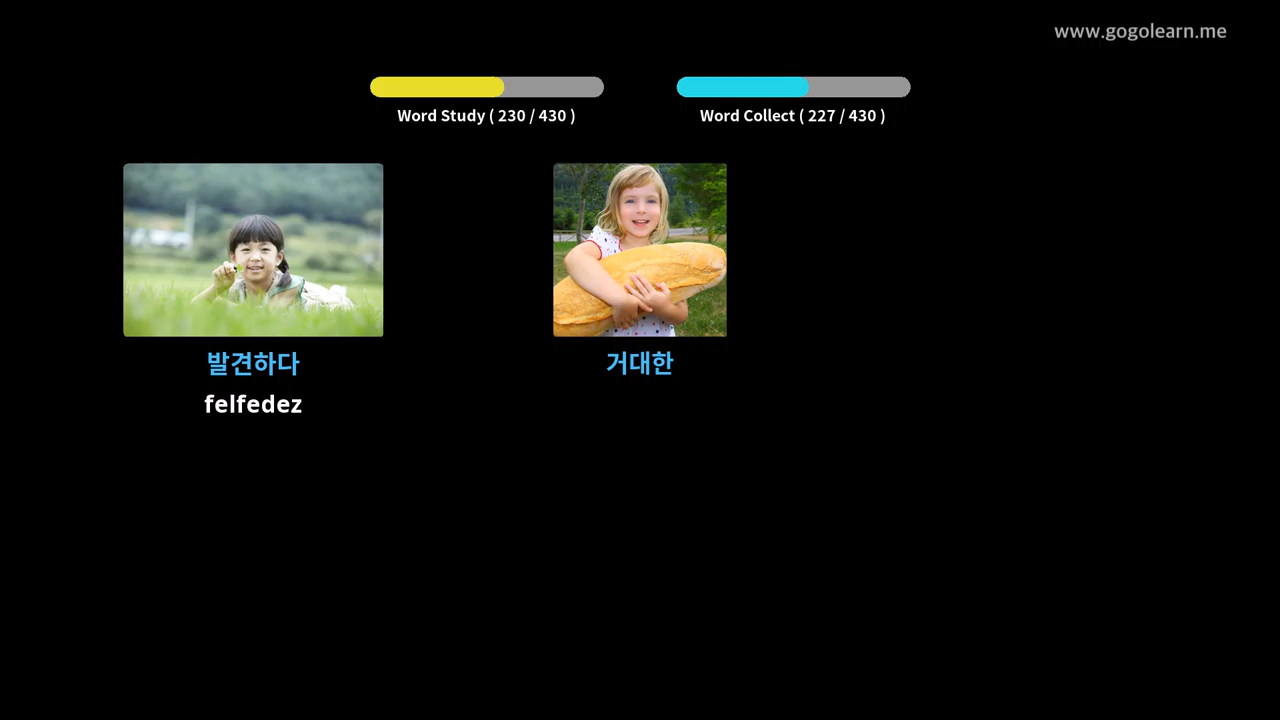 www.gogolearn.me
Word Study ( 230 / 430 )
Word Collect ( 227 / 430 )
발견하다
felfedez
거대한